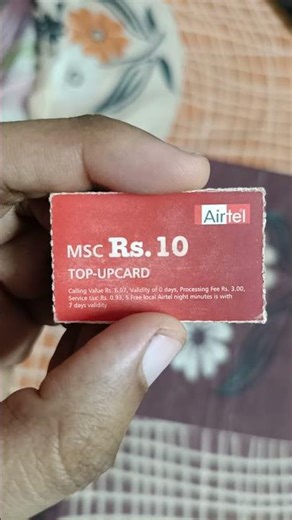 Airtel
MSC Rs. 10
TOP-UPCARD
Calling Value Rs. 6.07, Validity of 0 days, Processing Fee Rs. 3.00,
Service tax Rs. 0.93, 5 Free local Airtel night minutes is with
7 days validity